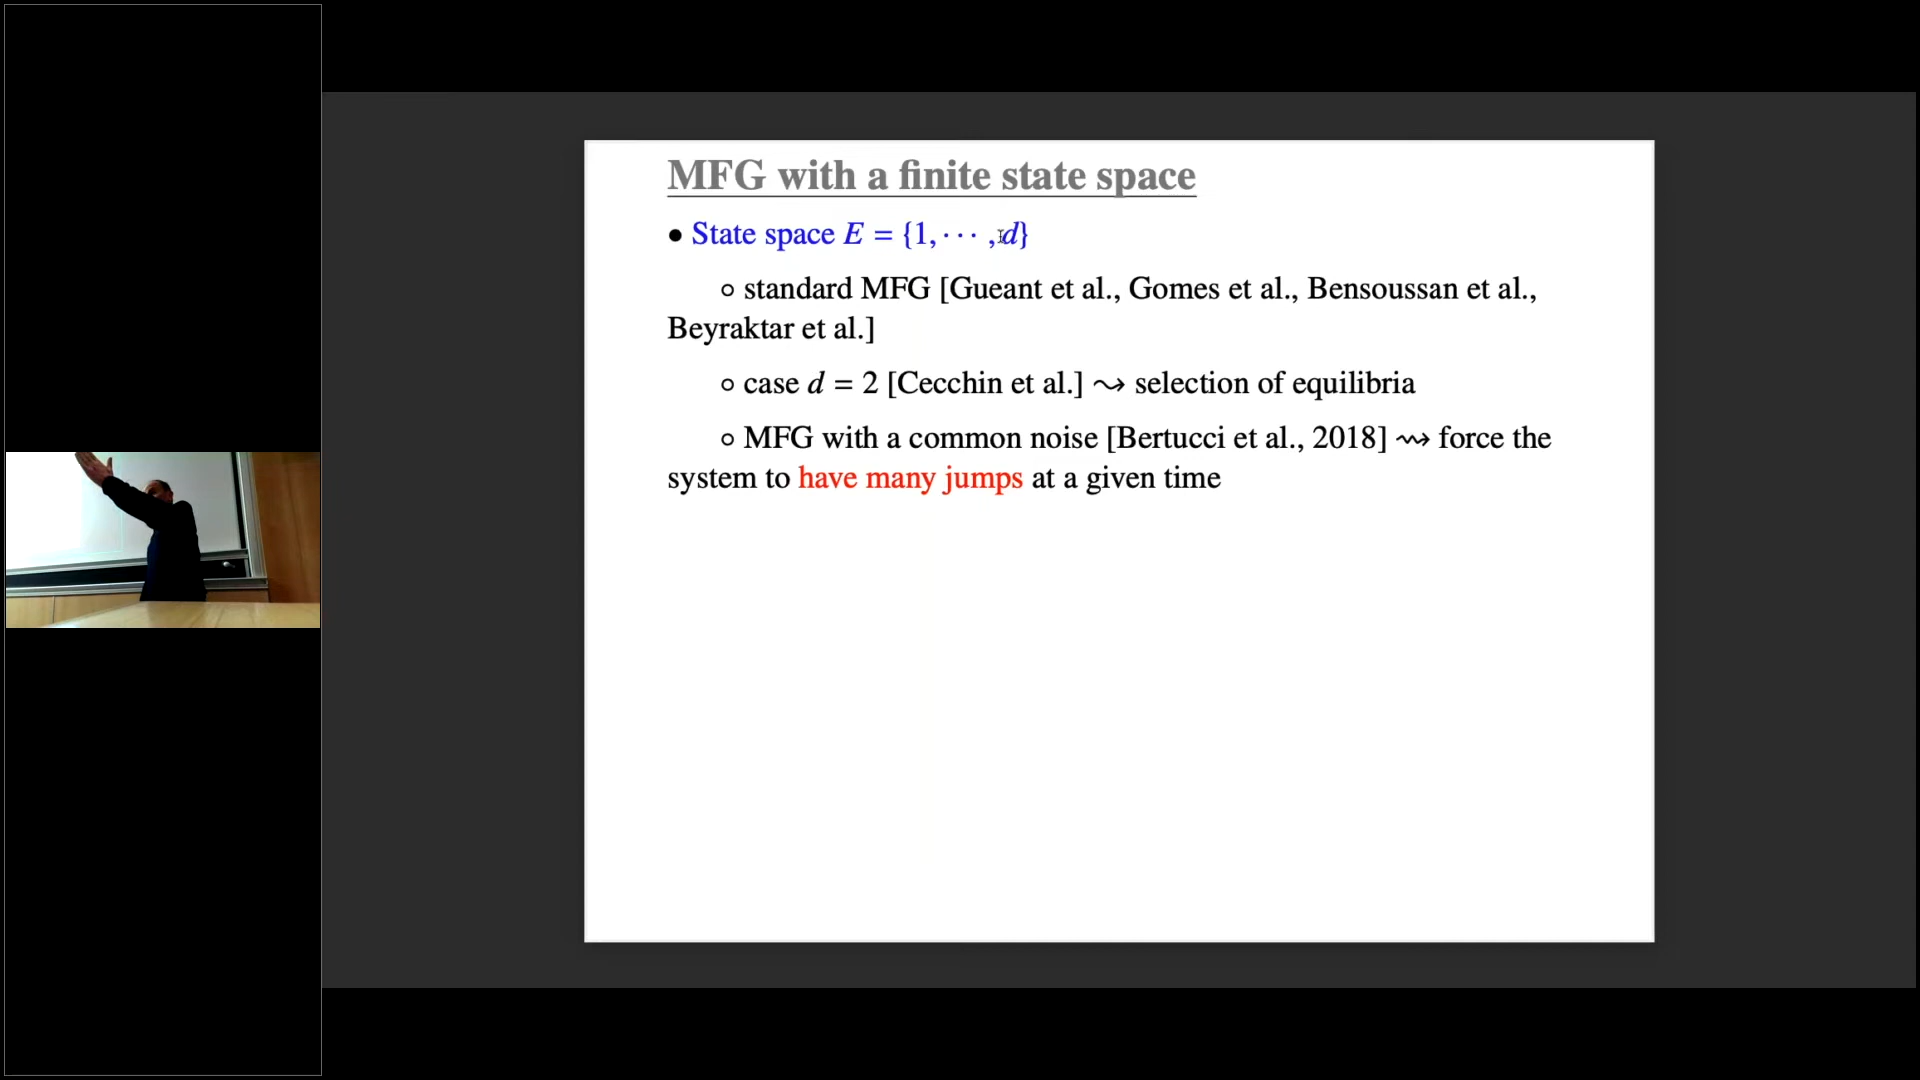 MFG with a finite state space
● State space E = {1, ⋯ , d}
○ standard MFG [Gueant et al., Gomes et al., Bensoussan et al.,
Beyraktar et al.]
○ case d = 2 [Cecchin et al.] ⇝ selection of equilibria
○ MFG with a common noise [Bertucci et al., 2018] ⇝ force the
system to have many jumps at a given time